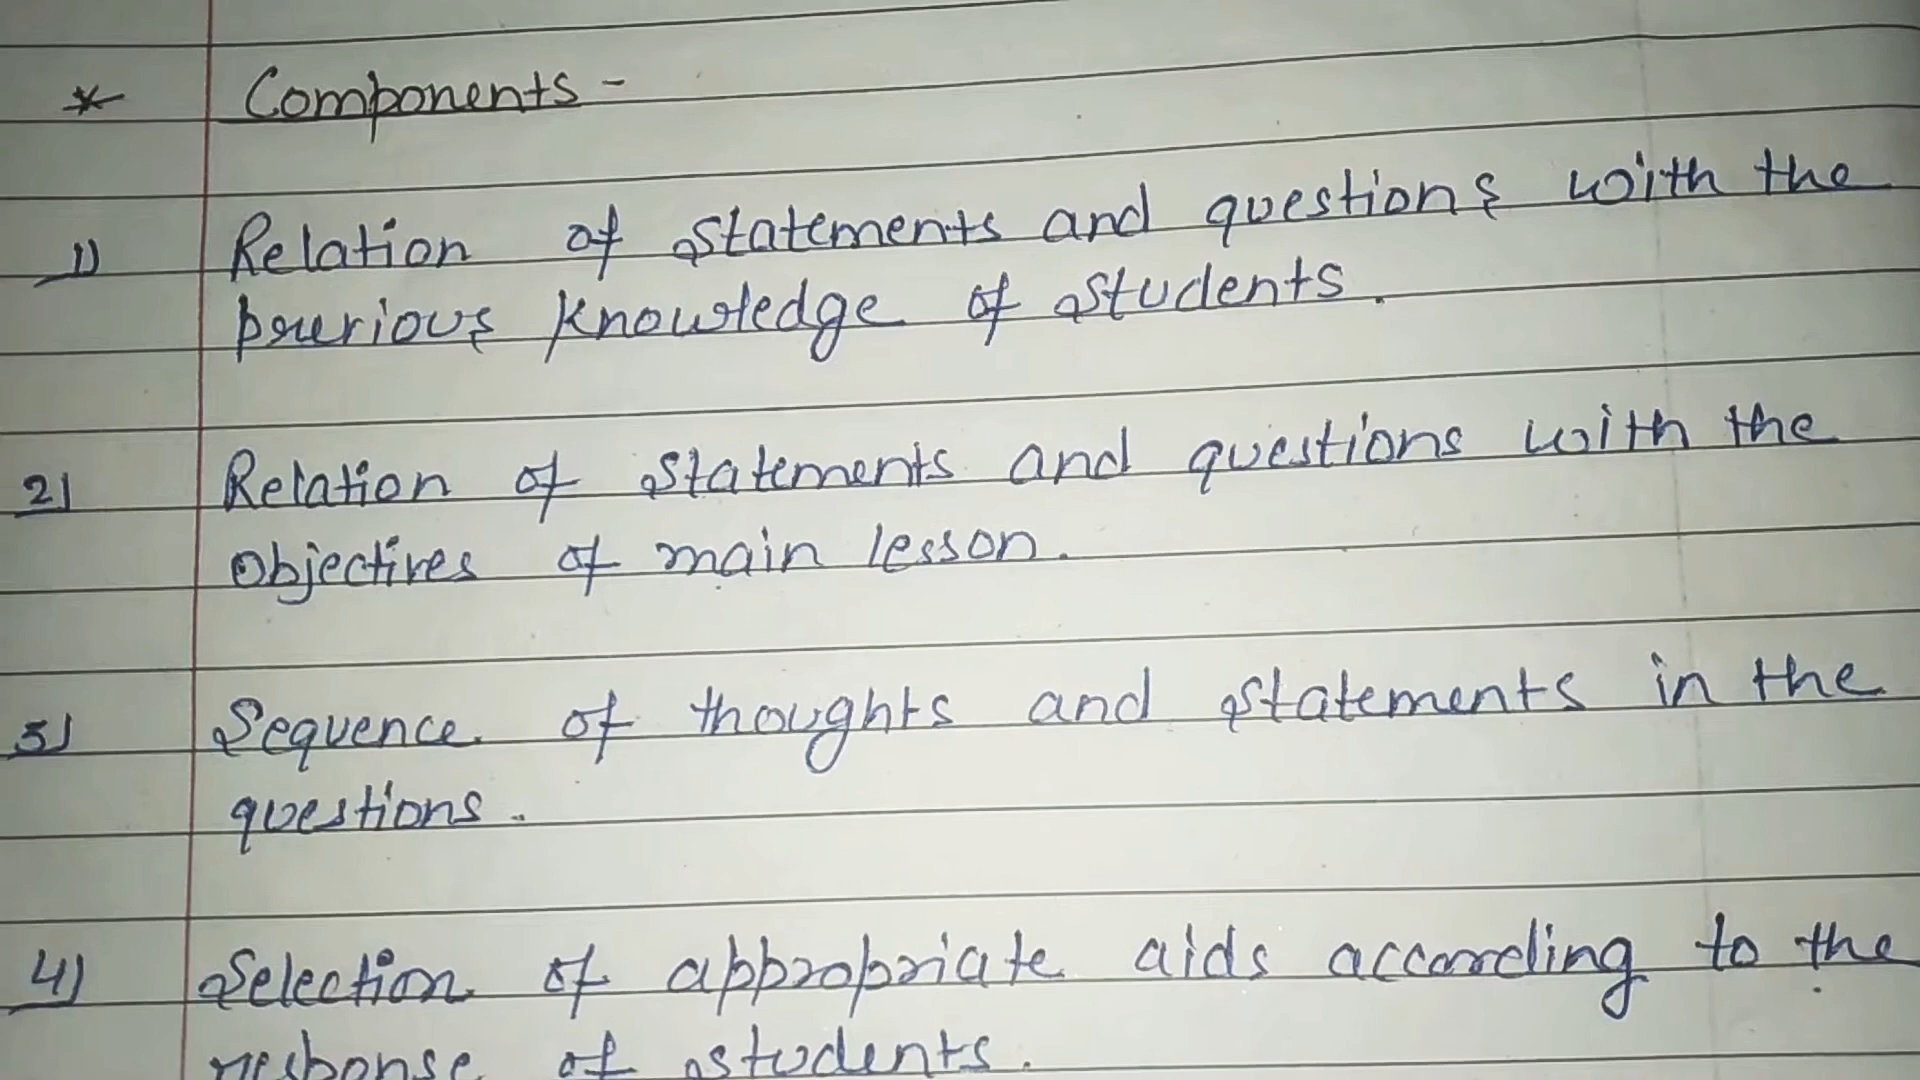 * Components -
1) Relation of statements and questions with the
previous knowledge of students.
2) Relation of statements and questions with the
objectives of main lesson.
3) Sequence of thoughts and statements in the
questions.
4) Selection of appropriate aids according to the
response of students.